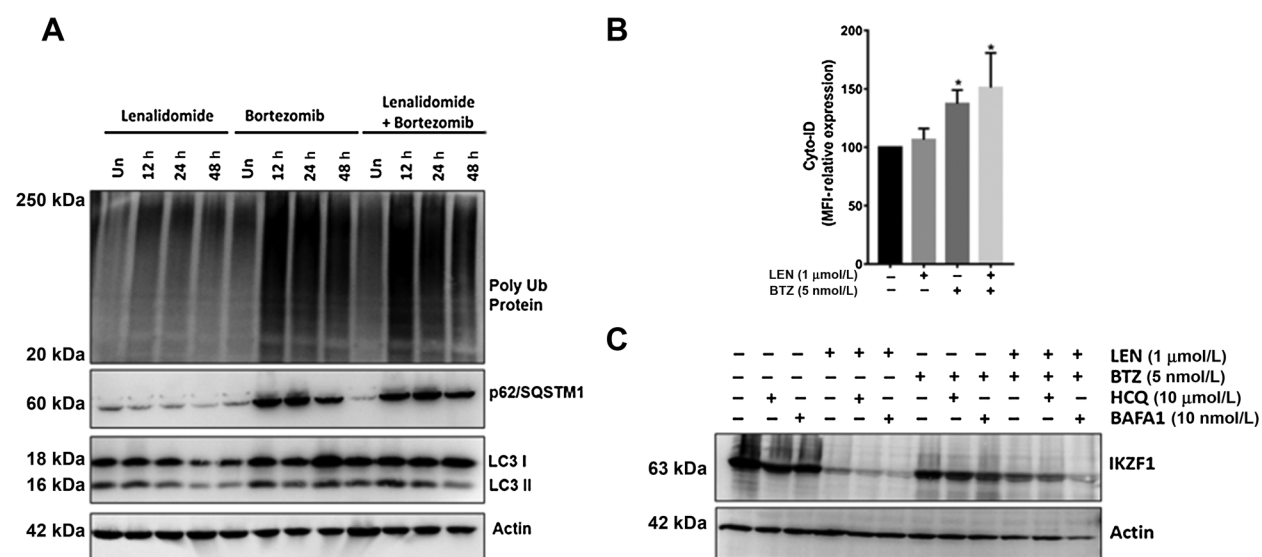 A
Lenalidomide
Bortezomib
Lenalidomide
+ Bortezomib
Un 12 h 24 h 48 h Un 12 h 24 h 48 h Un 12 h 24 h 48 h
250 kDa
Poly Ub
Protein
20 kDa
p62/SQSTM1
60 kDa
18 kDa
LC3 I
16 kDa
LC3 II
42 kDa
Actin
B
Cyto-ID
(MFI-relative expression)
200
150
100
50
0
* *
LEN (1 μmol/L) – + – +
BTZ (5 nmol/L) – – + +
C
– – – + + + – – – + + + LEN (1 μmol/L)
– – – – – – + + + + + + BTZ (5 nmol/L)
– + – – + – – + – – + – HCQ (10 μmol/L)
– – + – – + – – + – – + BAFA1 (10 nmol/L)
63 kDa
IKZF1
42 kDa
Actin